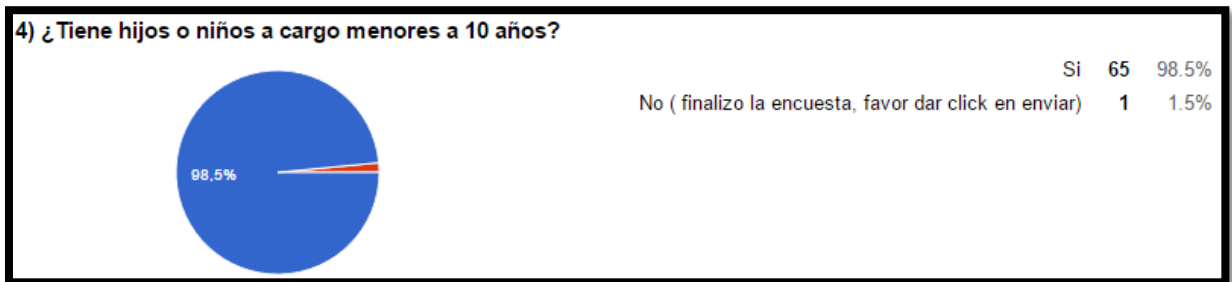 4) ¿Tiene hijos o niños a cargo menores a 10 años?
Si 65 98.5%
No ( finalizo la encuesta, favor dar click en enviar) 1 1.5%
98,5%